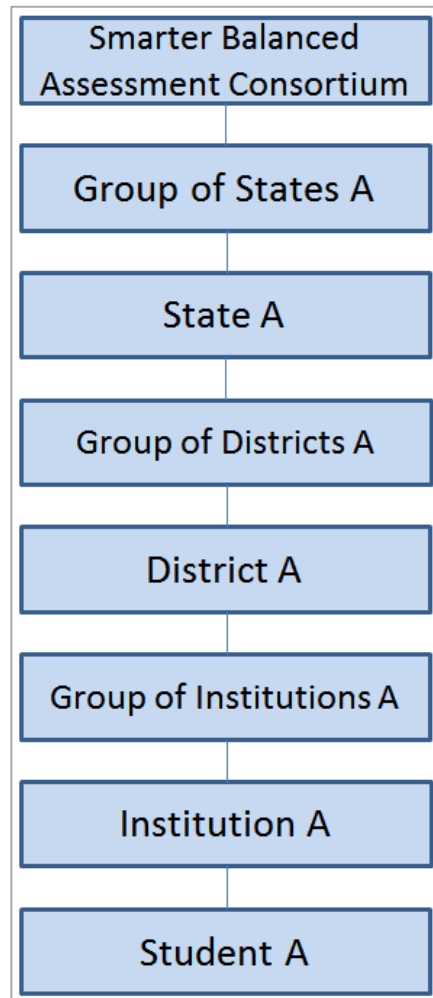 Smarter Balanced
Assessment Consortium
Group of States A
State A
Group of Districts A
District A
Group of Institutions A
Institution A
Student A